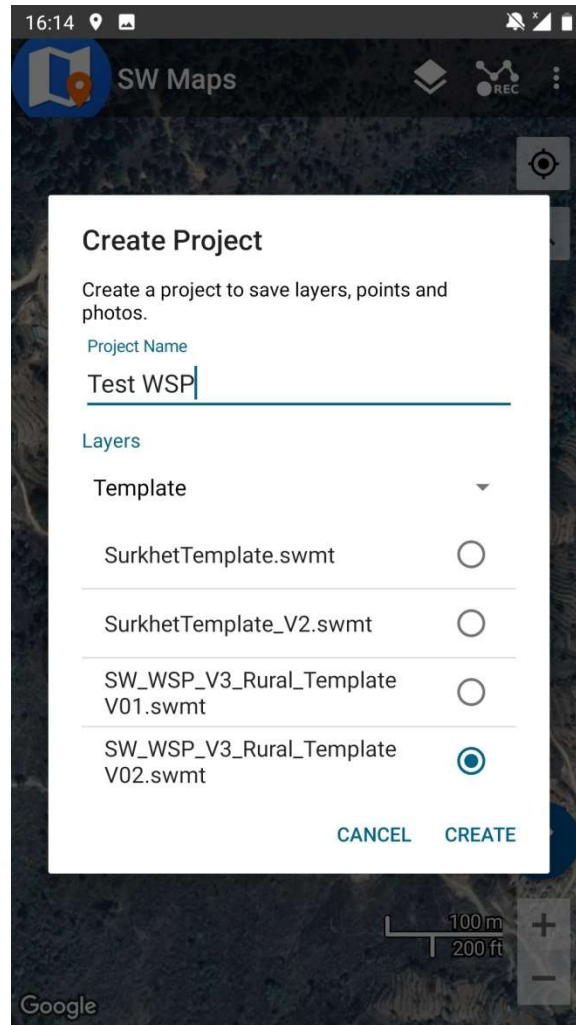 16:14
SW Maps
REC
Create Project
Create a project to save layers, points and
photos.
Project Name
Test WSP
Layers
Template
SurkhetTemplate.swmt
SurkhetTemplate_V2.swmt
SW_WSP_V3_Rural_Template
V01.swmt
SW_WSP_V3_Rural_Template
V02.swmt
CANCEL CREATE
100 m
200 ft
Google